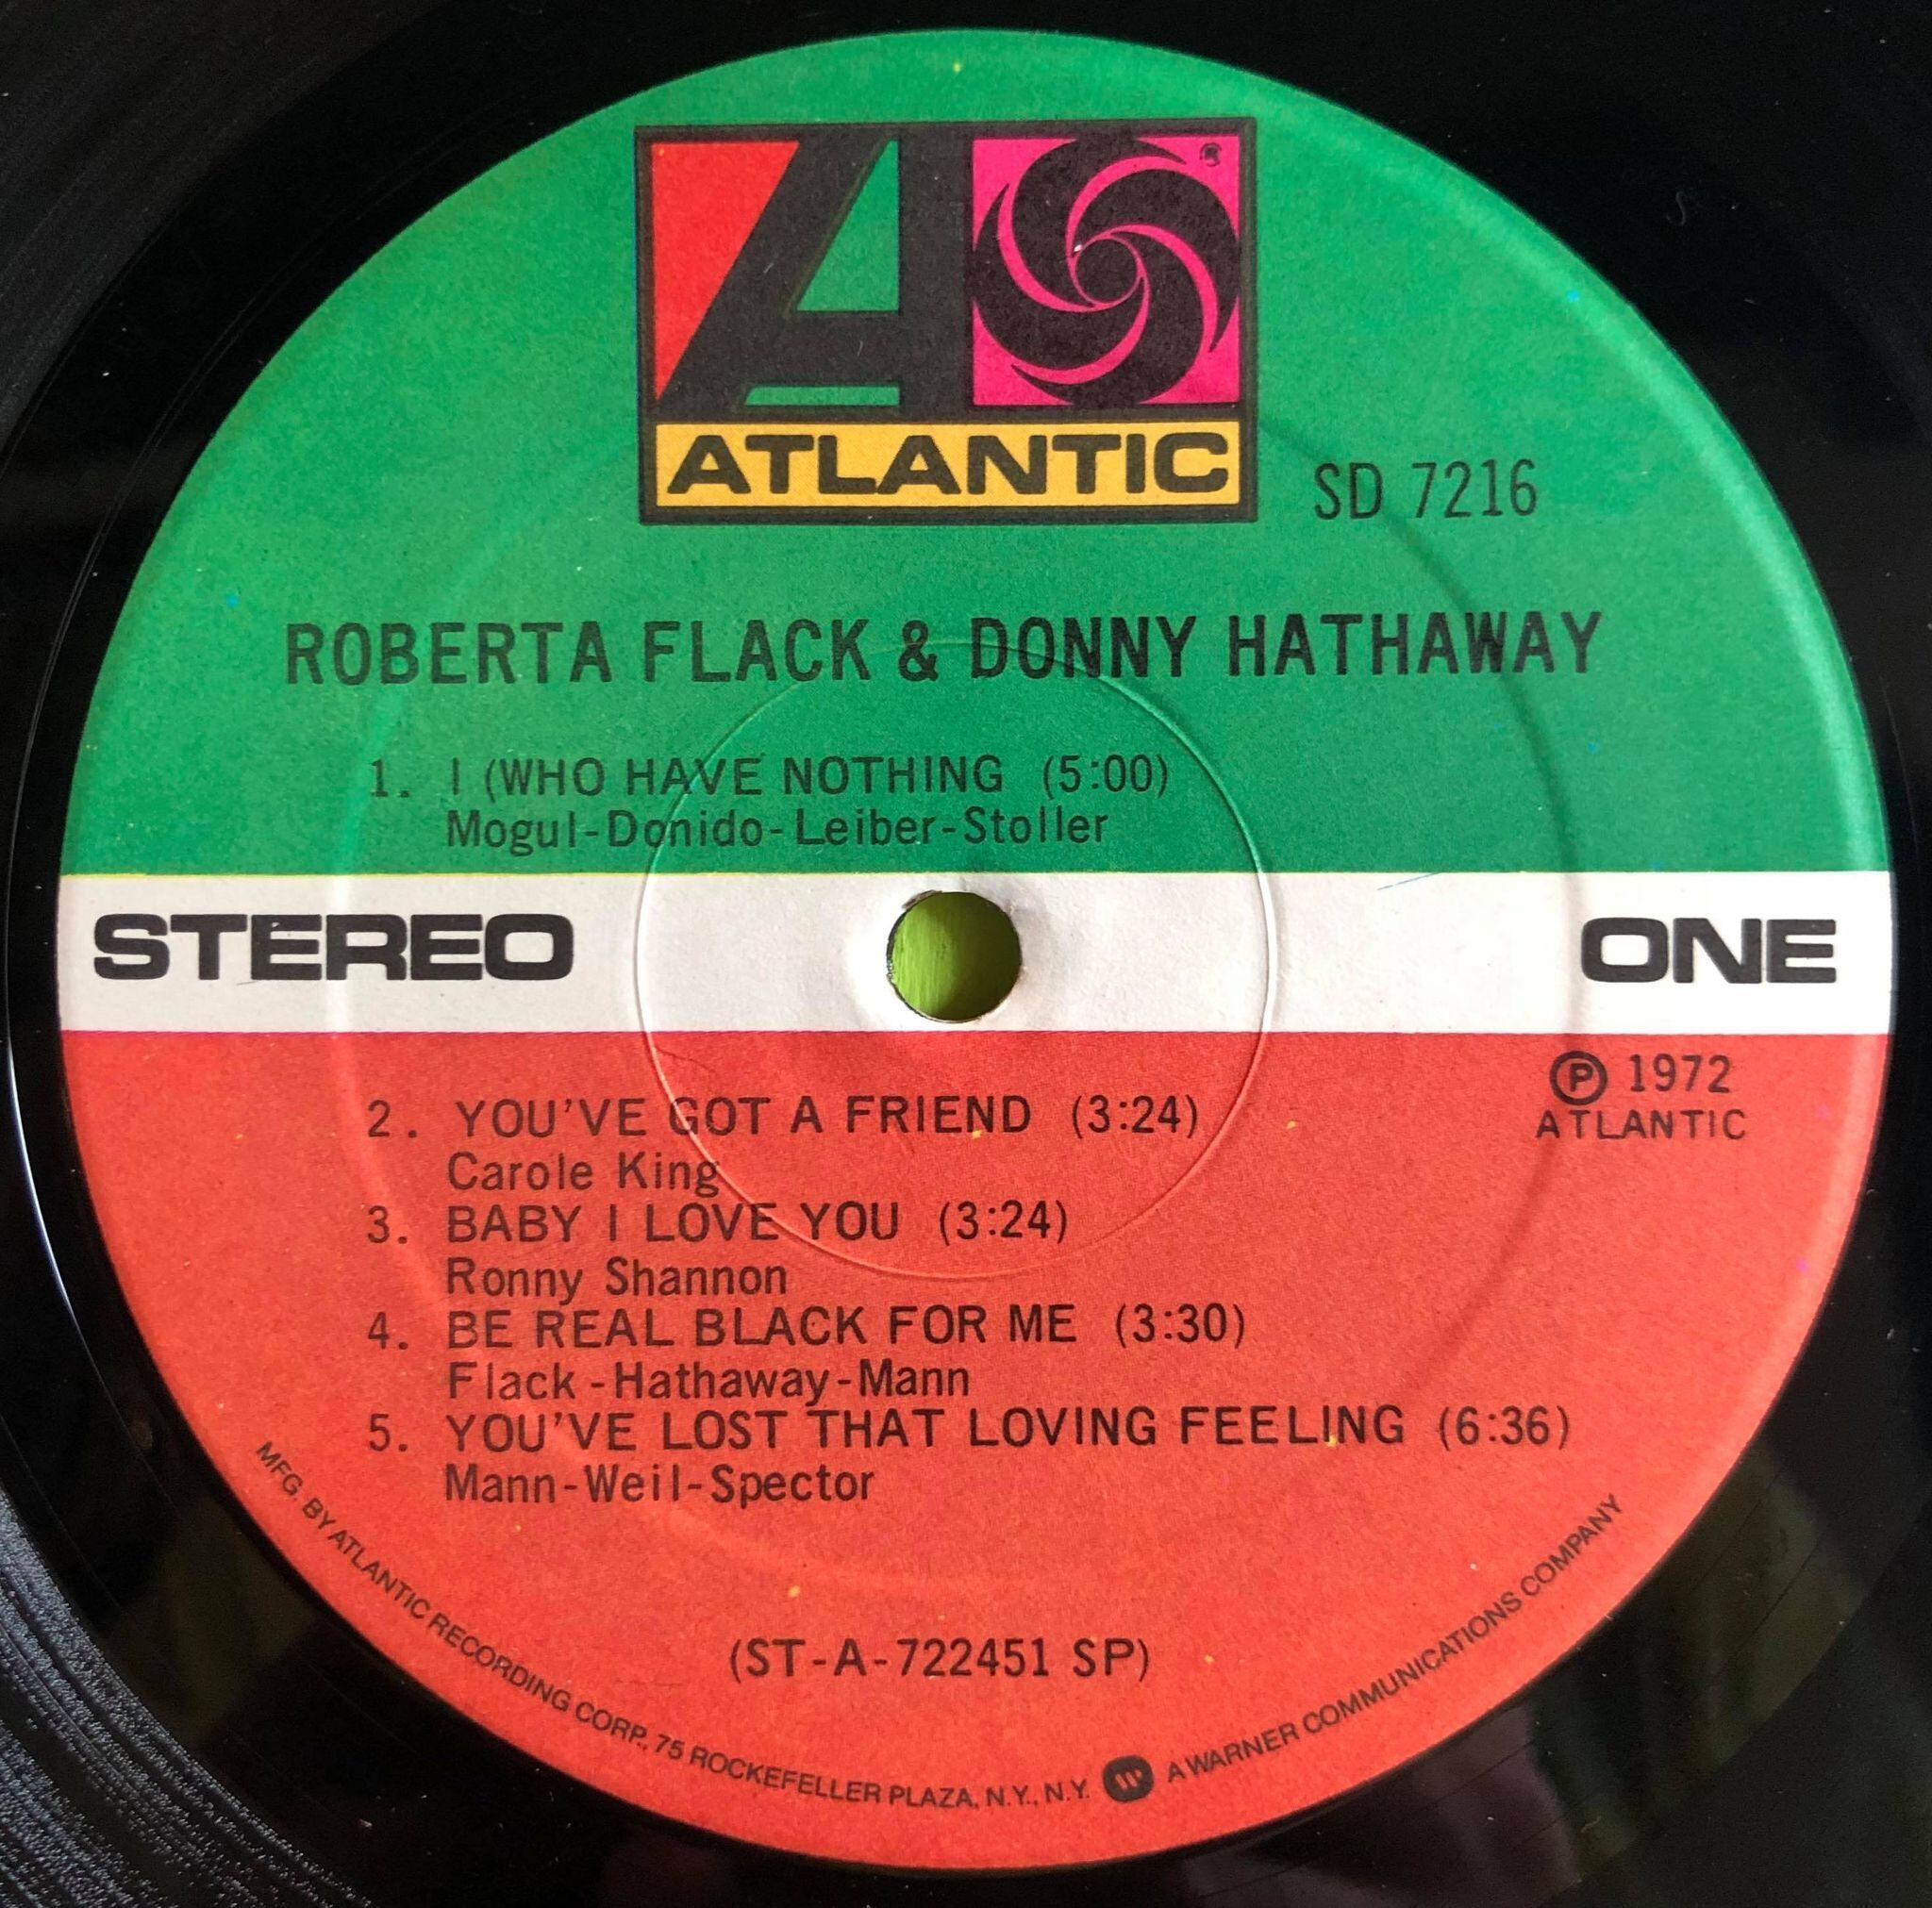 ATLANTIC
SD 7216
ROBERTA FLACK & DONNY HATHAWAY
1. I (WHO HAVE NOTHING (5:00)
Mogul-Donido-Leiber-Stoller
STEREO
ONE
Ⓟ 1972
ATLANTIC
2. YOU'VE GOT A FRIEND (3:24)
Carole King
3. BABY I LOVE YOU (3:24)
Ronny Shannon
4. BE REAL BLACK FOR ME (3:30)
Flack-Hathaway-Mann
5. YOU'VE LOST THAT LOVING FEELING (6:36)
Mann-Weil-Spector
(ST-A-722451 SP)
MFG. BY ATLANTIC RECORDING CORP., 75 ROCKEFELLER PLAZA, N.Y., N.Y. W A WARNER COMMUNICATIONS COMPANY